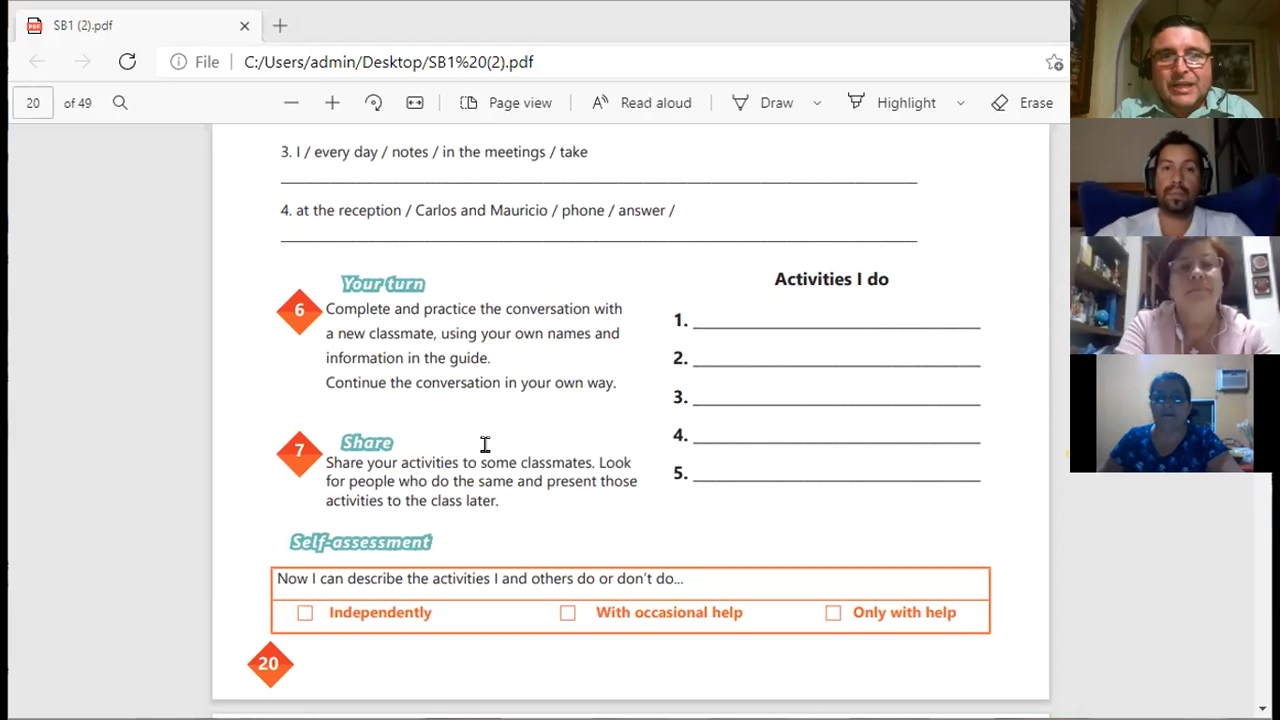 SB1 (2).pdf
File C:/Users/admin/Desktop/SB1%20(2).pdf
20 of 49 Page view Read aloud Draw Highlight Erase
3. I / every day / notes / in the meetings / take
4. at the reception / Carlos and Mauricio / phone / answer /
Your turn
6
Complete and practice the conversation with
a new classmate, using your own names and
information in the guide.
Continue the conversation in your own way.
Activities I do
1.
2.
3.
4.
5.
Share
7
Share your activities to some classmates. Look
for people who do the same and present those
activities to the class later.
Self-assessment
Now I can describe the activities I and others do or don't do...
Independently With occasional help Only with help
20